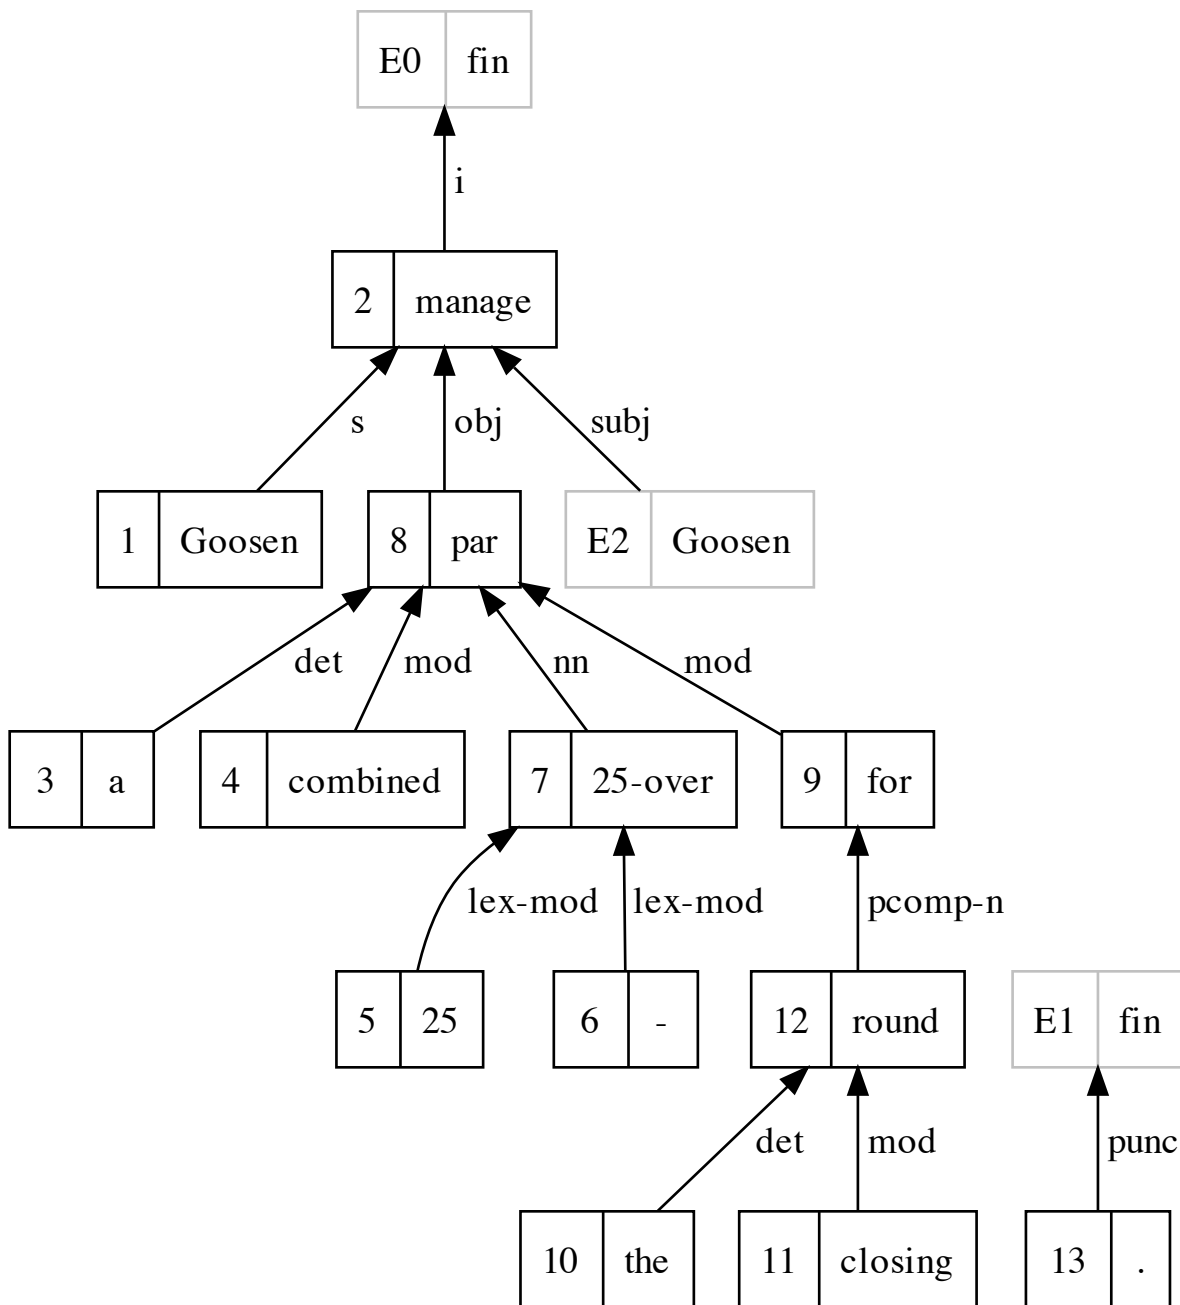 E0 fin
i
2 manage
s obj subj
1 Goosen 8 par E2 Goosen
det mod nn mod
3 a 4 combined 7 25-over 9 for
lex-mod lex-mod pcomp-n
5 25 6 - 12 round E1 fin
det mod punc
10 the 11 closing 13 .